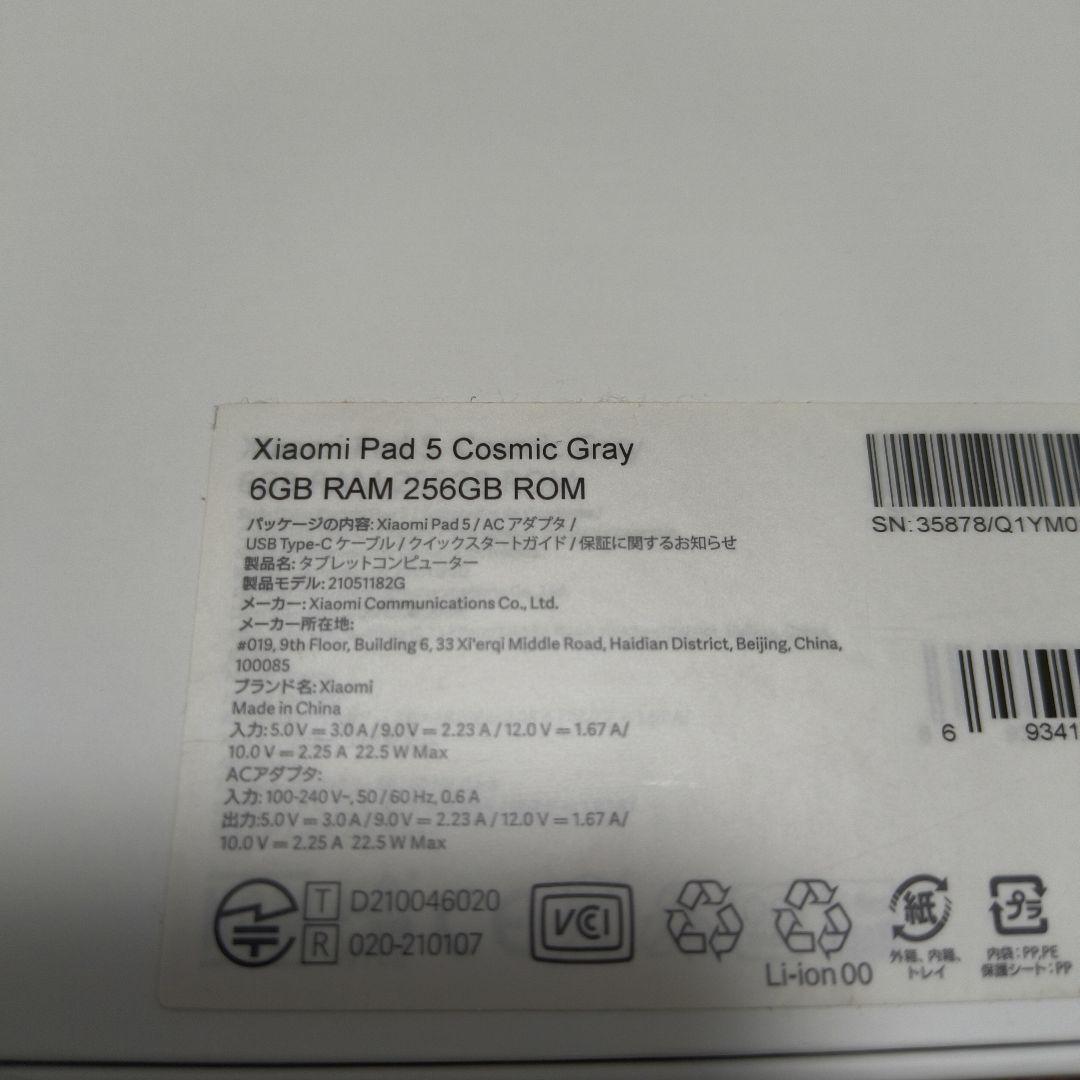 Xiaomi Pad 5 Cosmic Gray
6GB RAM 256GB ROM
パッケージの内容: Xiaomi Pad 5 / AC アダプタ /
USB Type-C ケーブル / クイックスタートガイド / 保証に関するお知らせ
製品名: タブレットコンピューター
製品モデル: 21051182G
メーカー: Xiaomi Communications Co., Ltd.
メーカー所在地:
#019, 9th Floor, Building 6, 33 Xi'erqi Middle Road, Haidian District, Beijing, China,
100085
ブランド名: Xiaomi
Made in China
入力: 5.0 V ⎓ 3.0 A / 9.0 V ⎓ 2.23 A / 12.0 V ⎓ 1.67 A/
10.0 V ⎓ 2.25 A 22.5 W Max
ACアダプタ:
入力: 100-240 V~, 50 / 60 Hz, 0.6 A
出力:5.0 V ⎓ 3.0 A / 9.0 V ⎓ 2.23 A / 12.0 V ⎓ 1.67 A/
10.0 V ⎓ 2.25 A 22.5 W Max
SN: 35878/Q1YM0
6 9341
T D210046020
R 020-210107
VCCI
Li-ion 00
紙
外箱、内箱、
トレイ
プラ
内袋 : PP,PE
保護シート : PP